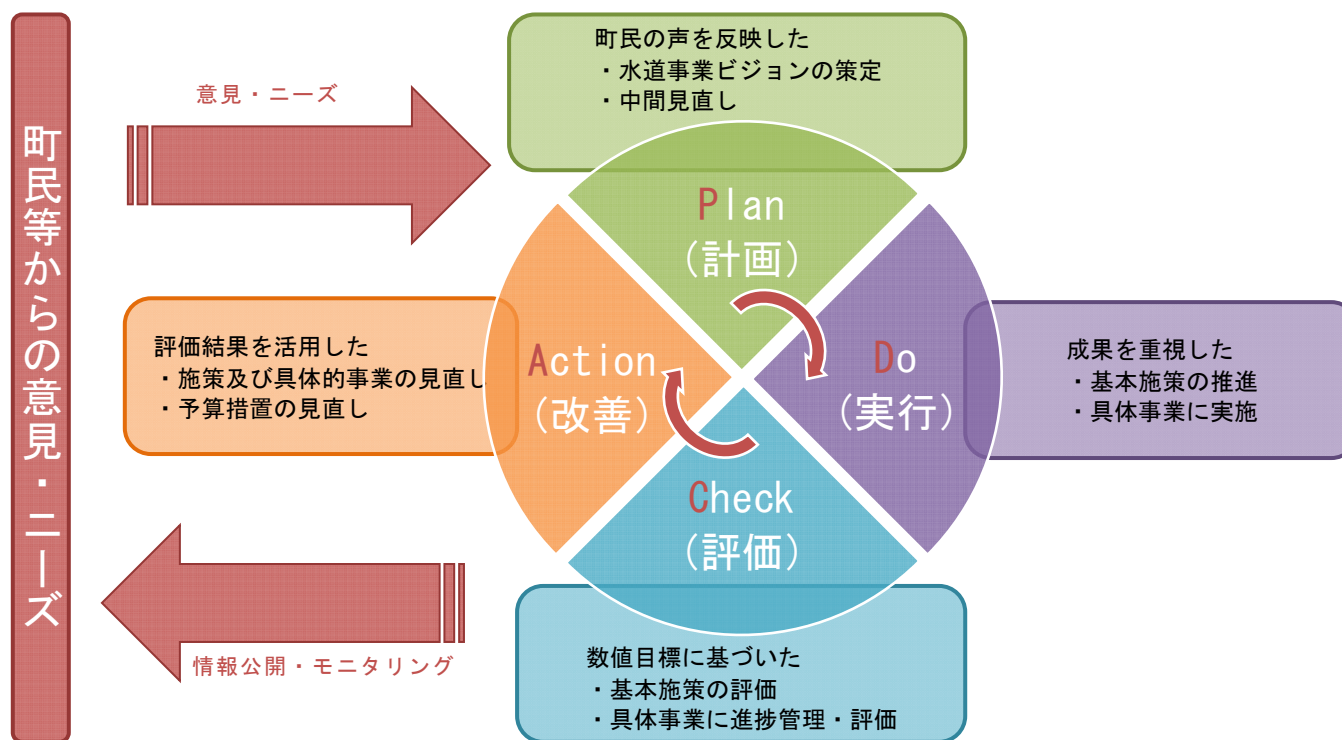 町民等からの意見・ニーズ
意見・ニーズ
町民の声を反映した
・水道事業ビジョンの策定
・中間見直し
Plan
(計画)
評価結果を活用した
・施策及び具体的事業の見直し
・予算措置の見直し
Action
(改善)
Do
(実行)
成果を重視した
・基本施策の推進
・具体事業に実施
Check
(評価)
情報公開・モニタリング
数値目標に基づいた
・基本施策の評価
・具体事業に進捗管理・評価